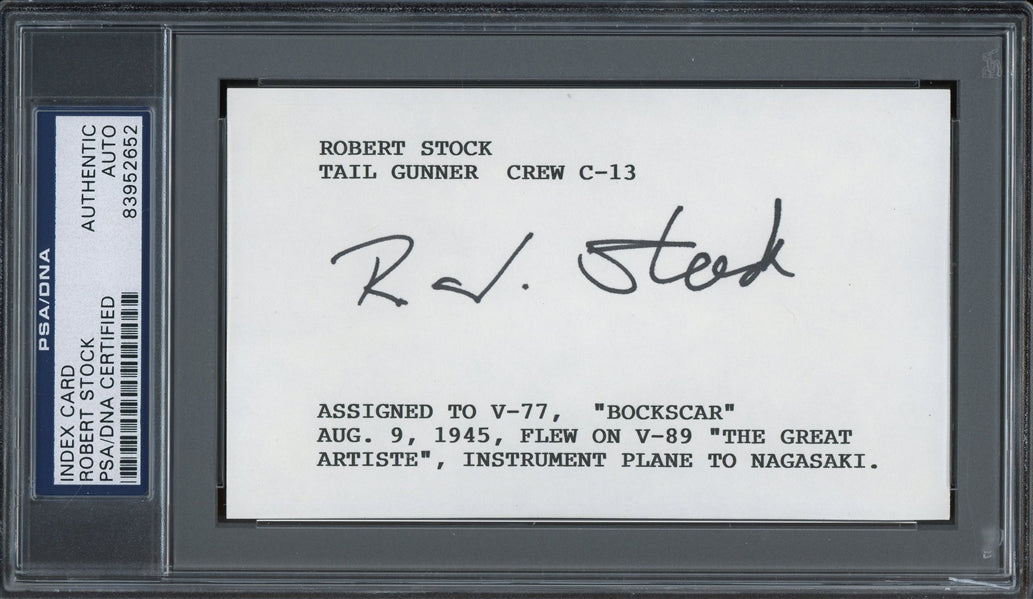 PSA/DNA
INDEX CARD
ROBERT STOCK
PSA/DNA CERTIFIED
AUTHENTIC
AUTO
83952652
ROBERT STOCK
TAIL GUNNER CREW C-13
R. J. Stock
ASSIGNED TO V-77, "BOCKSCAR"
AUG. 9, 1945, FLEW ON V-89 "THE GREAT
ARTISTE", INSTRUMENT PLANE TO NAGASAKI.